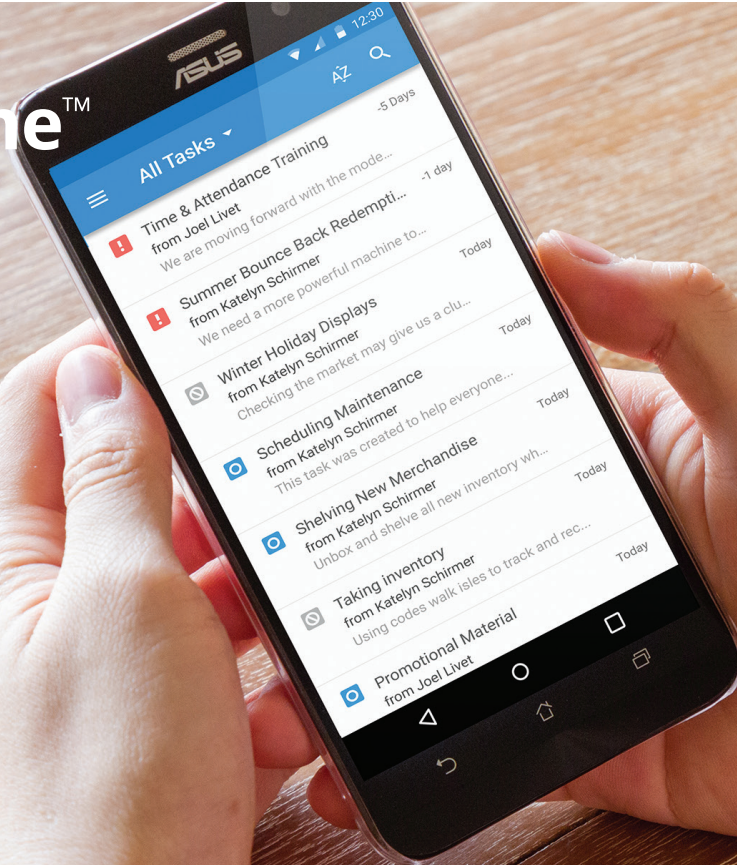 ASUS
12:30
ne™
AZ
All Tasks
Time & Attendance Training
-5 Days
from Joel Livet
We are moving forward with the mode...
Summer Bounce Back Redempti...
-1 day
from Katelyn Schirmer
We need a more powerful machine to...
Winter Holiday Displays
Today
from Katelyn Schirmer
Checking the market may give us a clu...
Scheduling Maintenance
Today
from Katelyn Schirmer
This task was created to help everyone...
Shelving New Merchandise
Today
from Katelyn Schirmer
Unbox and shelve all new inventory wh...
Taking inventory
Today
from Katelyn Schirmer
Using codes walk isles to track and rec...
Promotional Material
Today
from Joel Livet